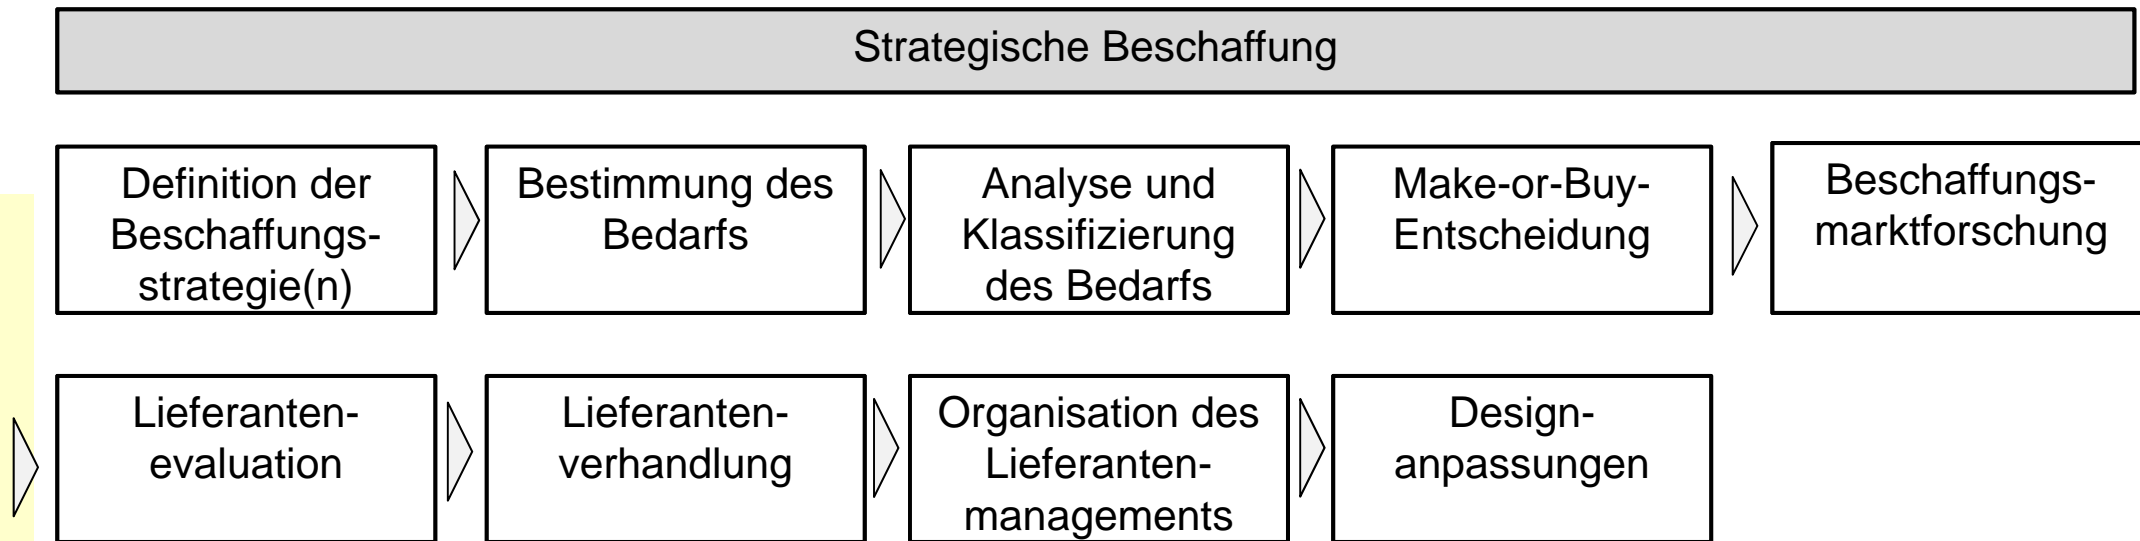 Strategische Beschaffung
Definition der
Beschaffungs-
strategie(n)
Bestimmung des
Bedarfs
Analyse und
Klassifizierung
des Bedarfs
Make-or-Buy-
Entscheidung
Beschaffungs-
marktforschung
Lieferanten-
evaluation
Lieferanten-
verhandlung
Organisation des
Lieferanten-
managements
Design-
anpassungen